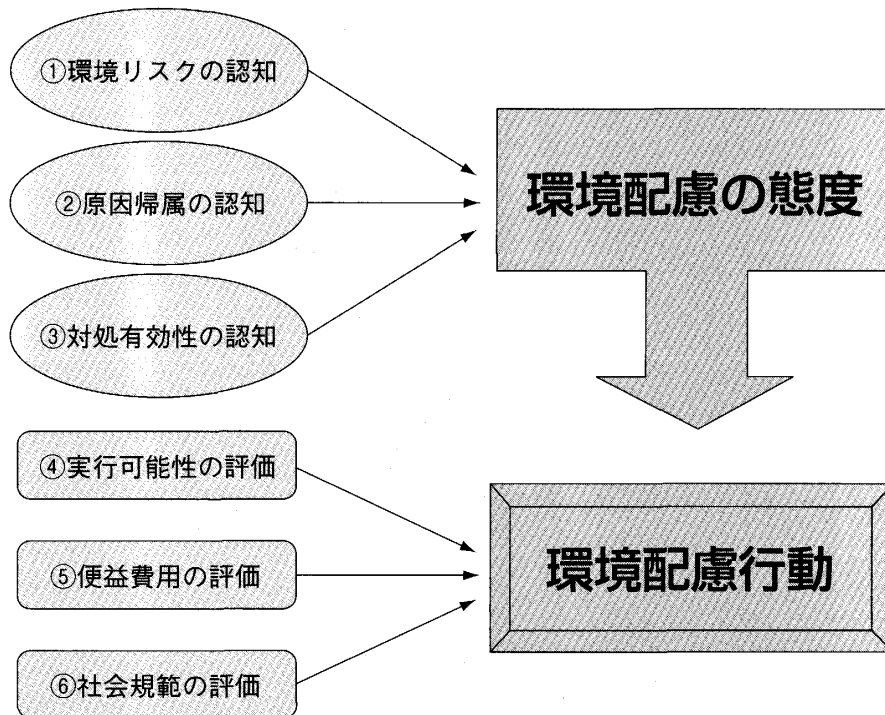 ①環境リスクの認知
②原因帰属の認知
③対処有効性の認知
環境配慮の態度
④実行可能性の評価
⑤便益費用の評価
⑥社会規範の評価
環境配慮行動